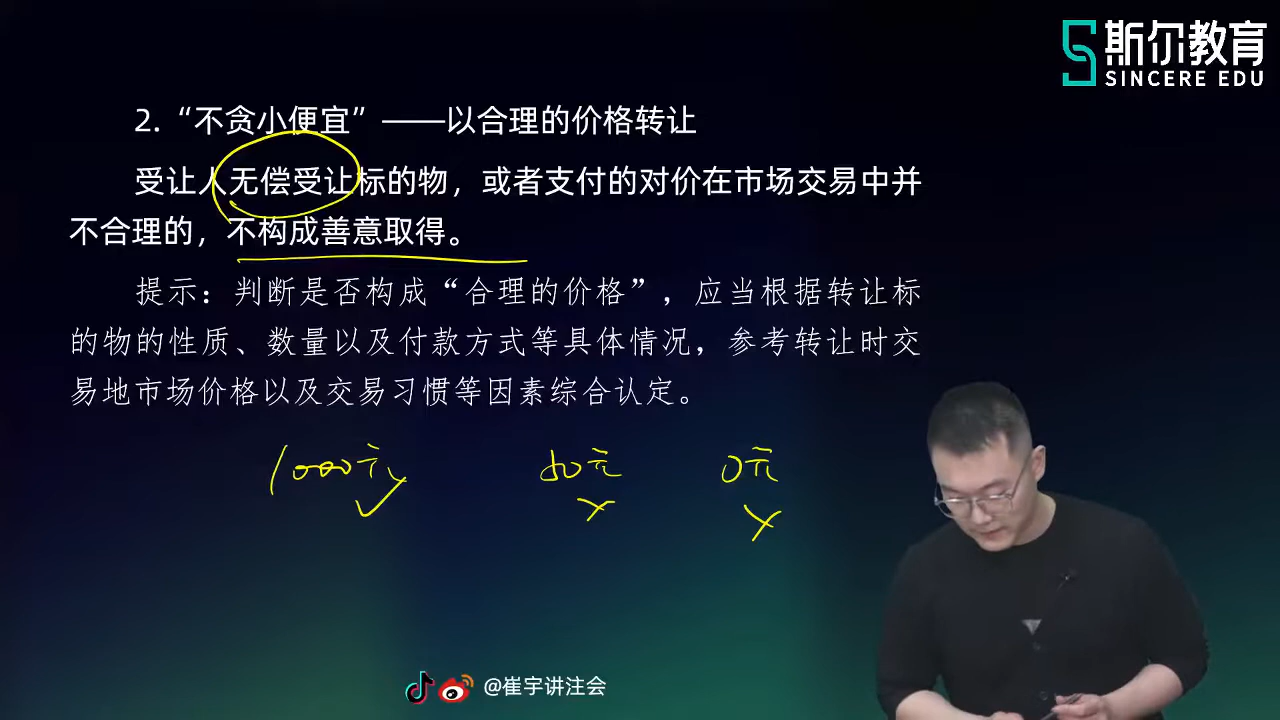 斯尔教育
SINCERE EDU
2.“不贪小便宜”——以合理的价格转让
受让人无偿受让标的物，或者支付的对价在市场交易中并
不合理的，不构成善意取得。
提示：判断是否构成“合理的价格”，应当根据转让标
的物的性质、数量以及付款方式等具体情况，参考转让时交
易地市场价格以及交易习惯等因素综合认定。
1000元 50元 0元
@崔宇讲注会